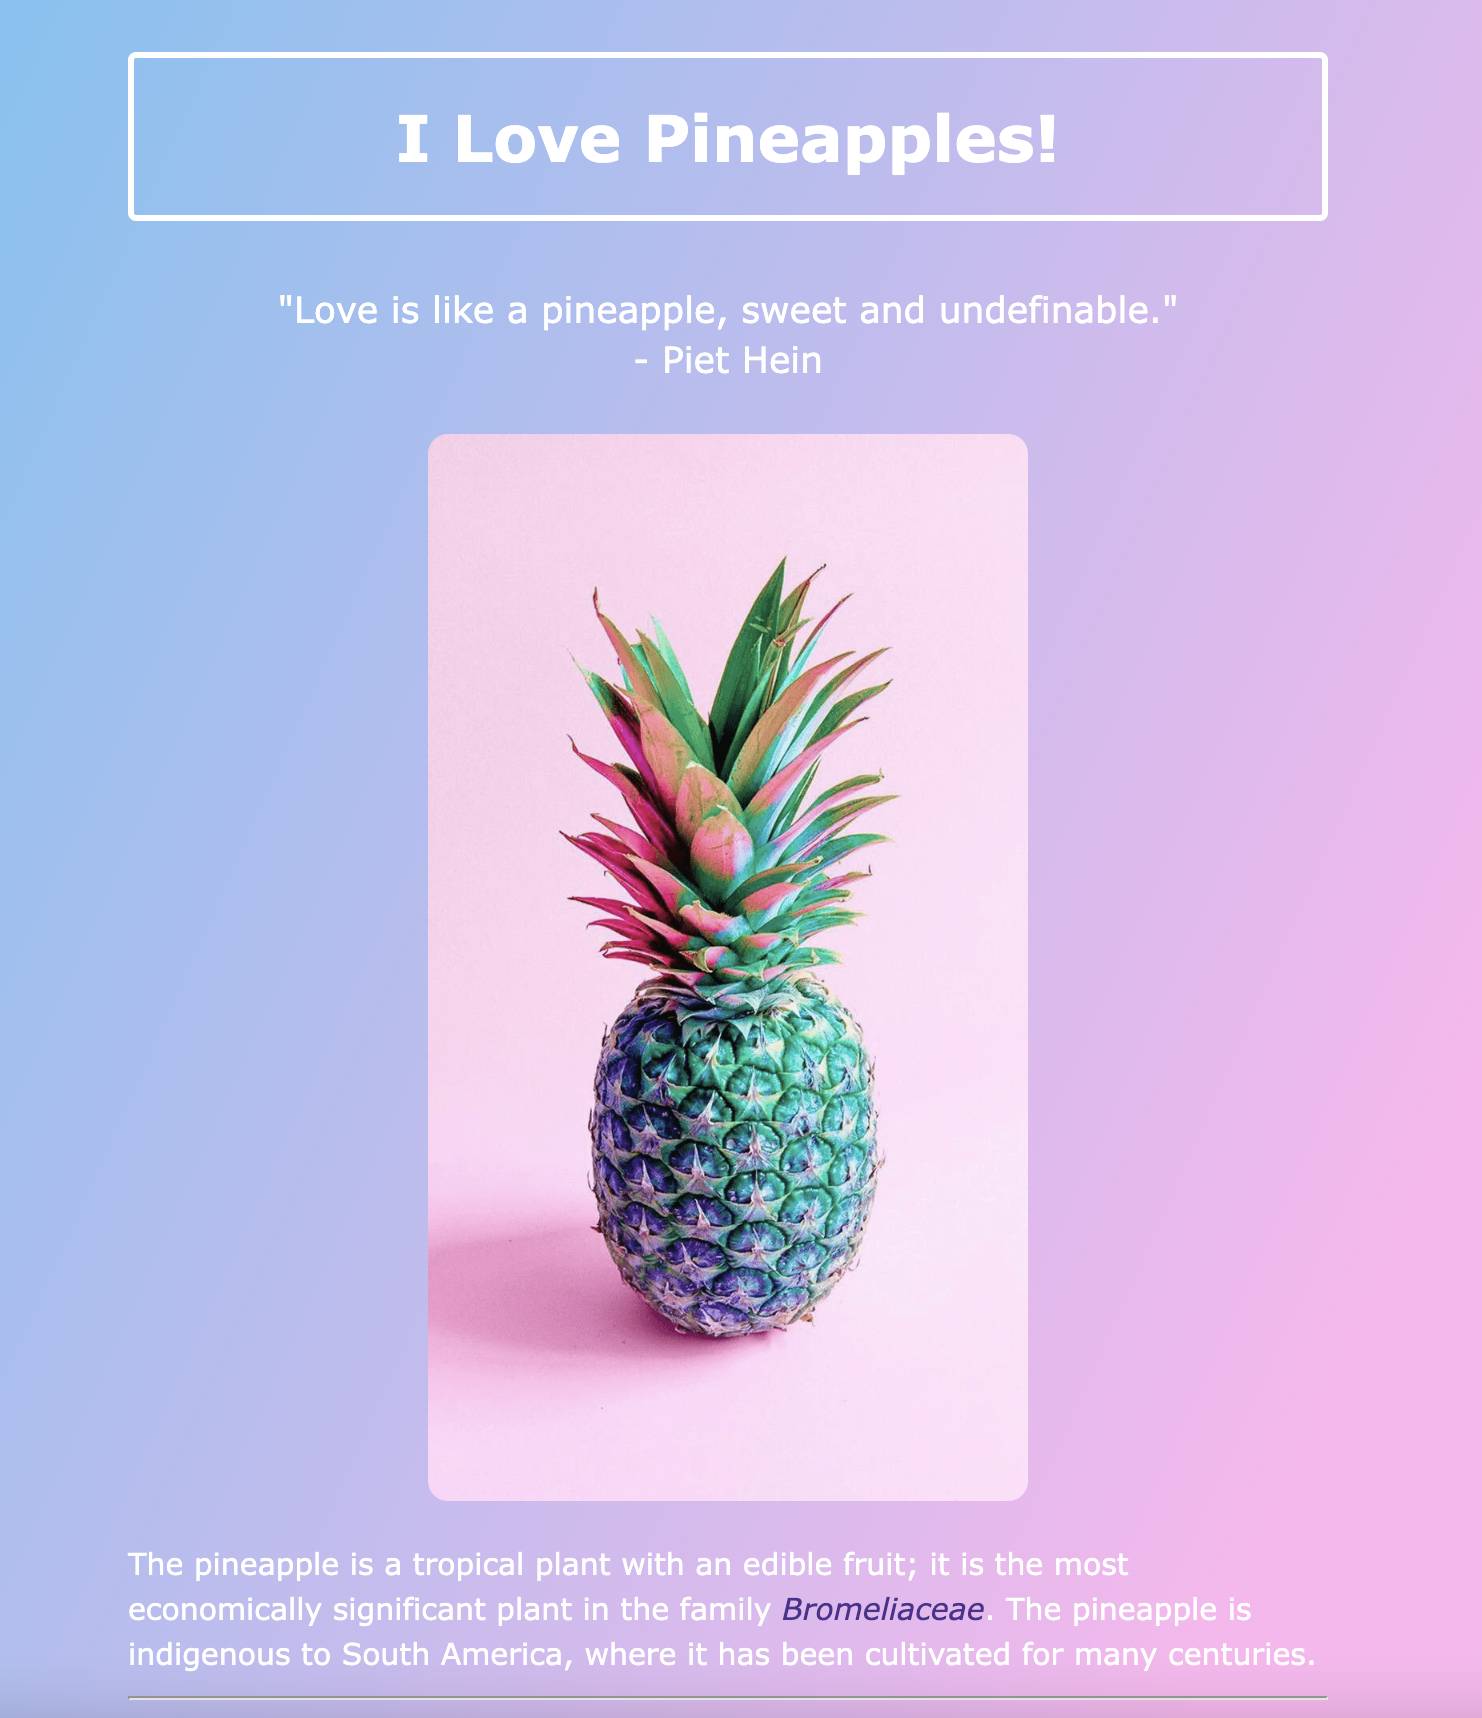 I Love Pineapples!
"Love is like a pineapple, sweet and undefinable."
- Piet Hein
The pineapple is a tropical plant with an edible fruit; it is the most
economically significant plant in the family Bromeliaceae. The pineapple is
indigenous to South America, where it has been cultivated for many centuries.